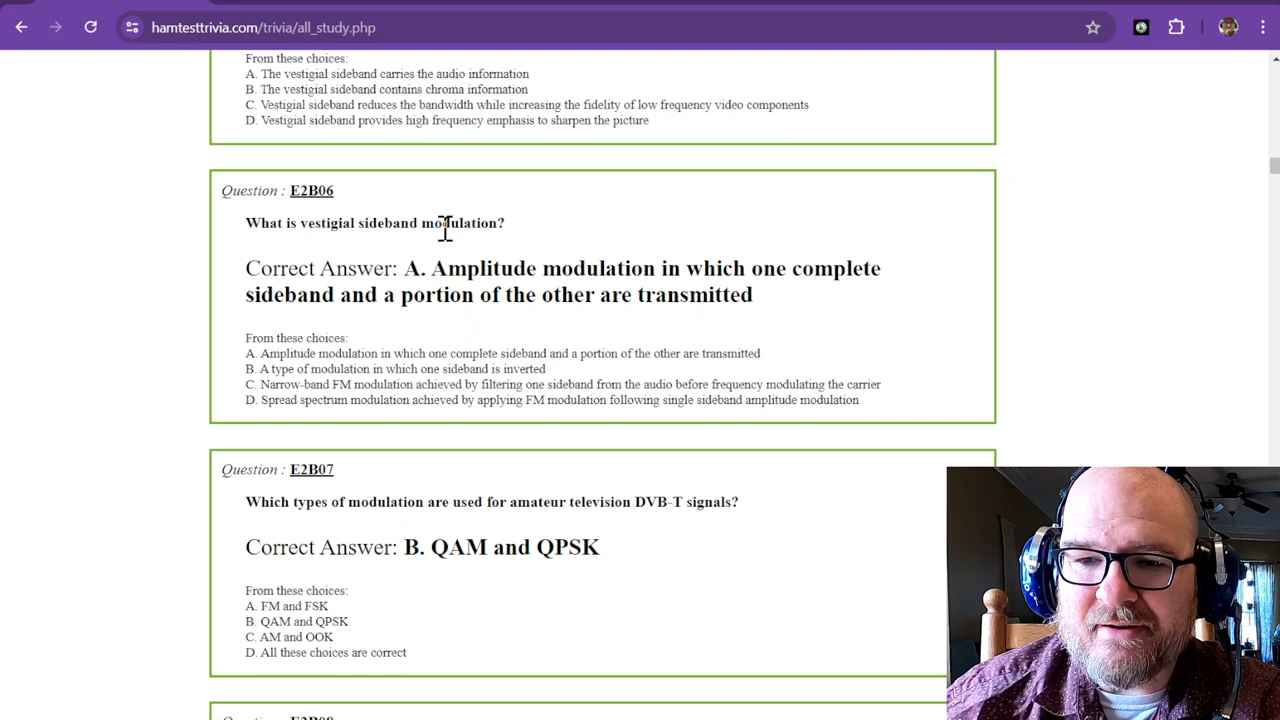 hamtesttrivia.com/trivia/all_study.php
From these choices:
A. The vestigial sideband carries the audio information
B. The vestigial sideband contains chroma information
C. Vestigial sideband reduces the bandwidth while increasing the fidelity of low frequency video components
D. Vestigial sideband provides high frequency emphasis to sharpen the picture
Question : E2B06
What is vestigial sideband modulation?
Correct Answer: A. Amplitude modulation in which one complete
sideband and a portion of the other are transmitted
From these choices:
A. Amplitude modulation in which one complete sideband and a portion of the other are transmitted
B. A type of modulation in which one sideband is inverted
C. Narrow-band FM modulation achieved by filtering one sideband from the audio before frequency modulating the carrier
D. Spread spectrum modulation achieved by applying FM modulation following single sideband amplitude modulation
Question : E2B07
Which types of modulation are used for amateur television DVB-T signals?
Correct Answer: B. QAM and QPSK
From these choices:
A. FM and FSK
B. QAM and QPSK
C. AM and OOK
D. All these choices are correct
Question : E2B08